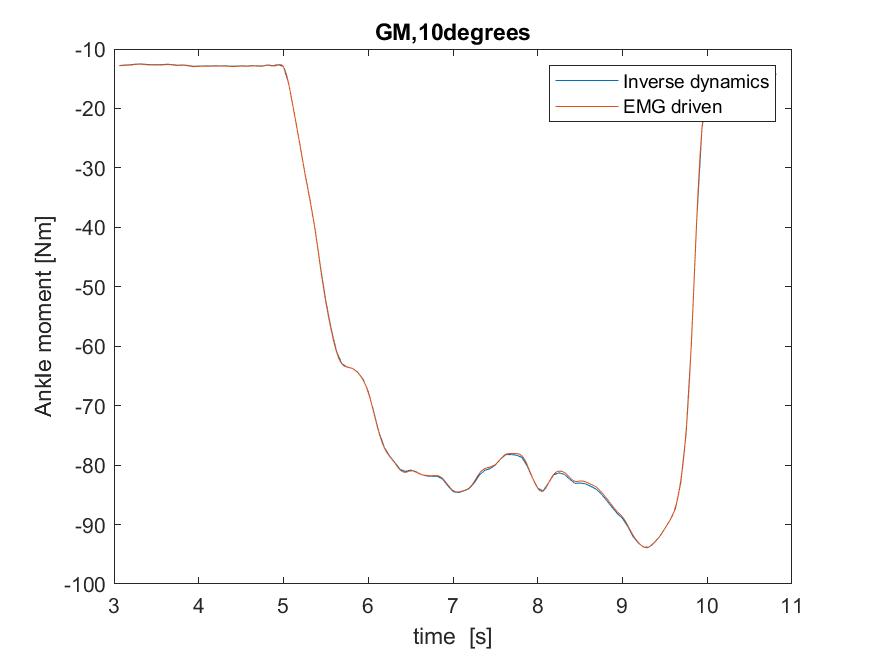 GM,10degrees
Inverse dynamics
EMG driven
-10
-20
-30
-40
-50
-60
-70
-80
-90
-100
Ankle moment [Nm]
3 4 5 6 7 8 9 10 11
time [s]